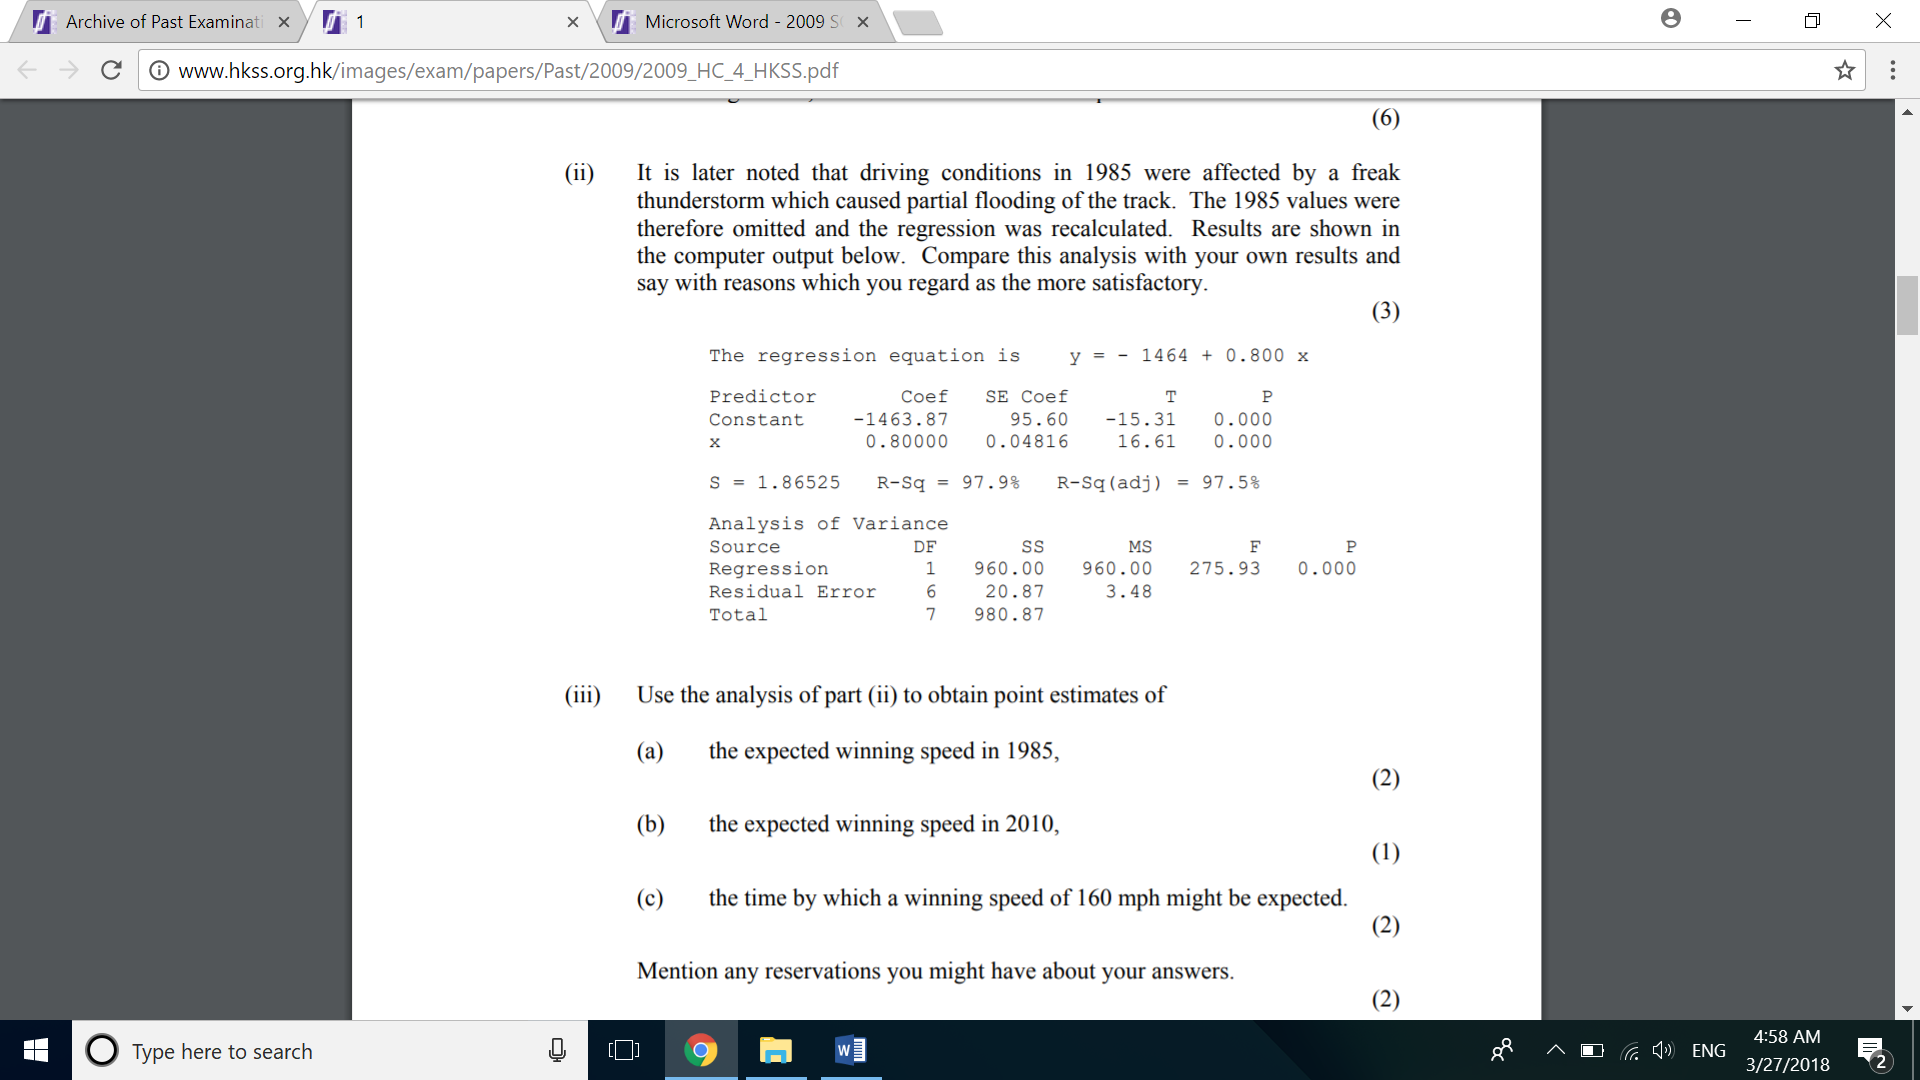 Archive of Past Examinati
1
Microsoft Word - 2009 S
www.hkss.org.hk/images/exam/papers/Past/2009/2009_HC_4_HKSS.pdf
(6)
(ii) It is later noted that driving conditions in 1985 were affected by a freak
thunderstorm which caused partial flooding of the track. The 1985 values were
therefore omitted and the regression was recalculated. Results are shown in
the computer output below. Compare this analysis with your own results and
say with reasons which you regard as the more satisfactory.
(3)
The regression equation is y = - 1464 + 0.800 x
Predictor Coef SE Coef T P
Constant -1463.87 95.60 -15.31 0.000
x 0.80000 0.04816 16.61 0.000
S = 1.86525 R-Sq = 97.9% R-Sq(adj) = 97.5%
Analysis of Variance
Source DF SS MS F P
Regression 1 960.00 960.00 275.93 0.000
Residual Error 6 20.87 3.48
Total 7 980.87
(iii) Use the analysis of part (ii) to obtain point estimates of
(a) the expected winning speed in 1985,
(2)
(b) the expected winning speed in 2010,
(1)
(c) the time by which a winning speed of 160 mph might be expected.
(2)
Mention any reservations you might have about your answers.
(2)
Type here to search
ENG
4:58 AM
3/27/2018
2